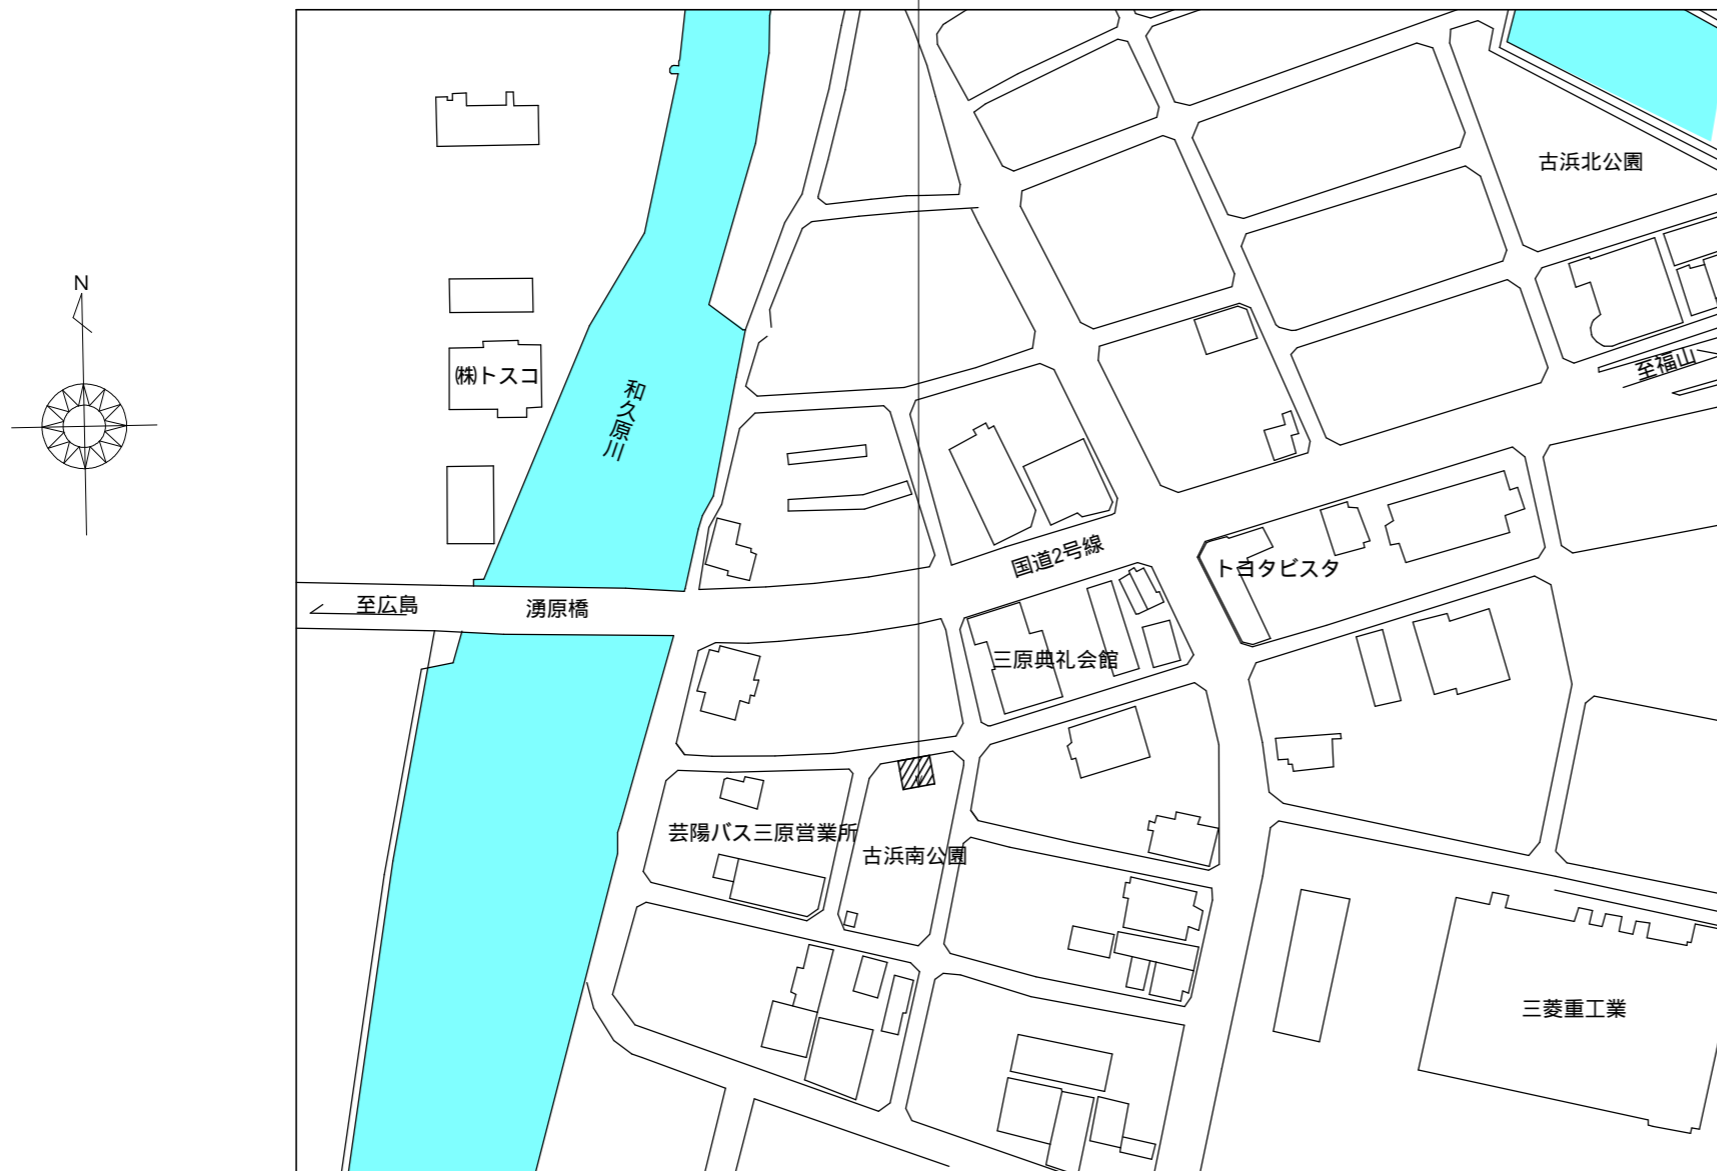 古浜北公園
N
至福山
㈱トスコ
和久原川
国道2号線
トヨタビスタ
至広島
湧原橋
三原典礼会館
芸陽バス三原営業所
古浜南公園
三菱重工業